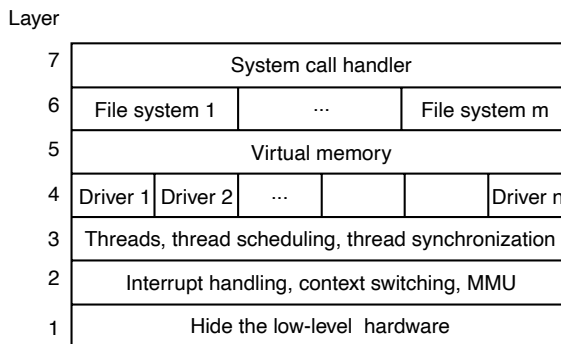 Layer
7 System call handler
6 File system 1 ... File system m
5 Virtual memory
4 Driver 1 Driver 2 ... Driver n
3 Threads, thread scheduling, thread synchronization
2 Interrupt handling, context switching, MMU
1 Hide the low-level hardware